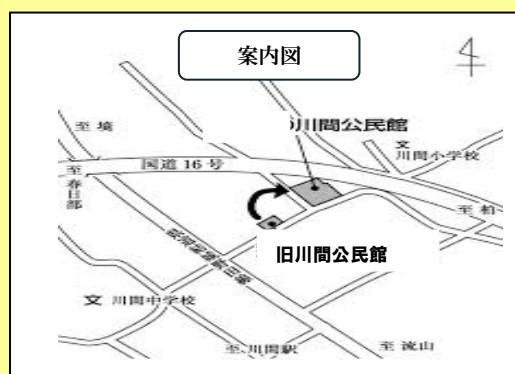 案内図
至 境
川間公民館
文
川間小学校
国道 16 号
至
春日部
至 柏
旧川間公民館
文 川間中学校
至 川間駅
至 流山